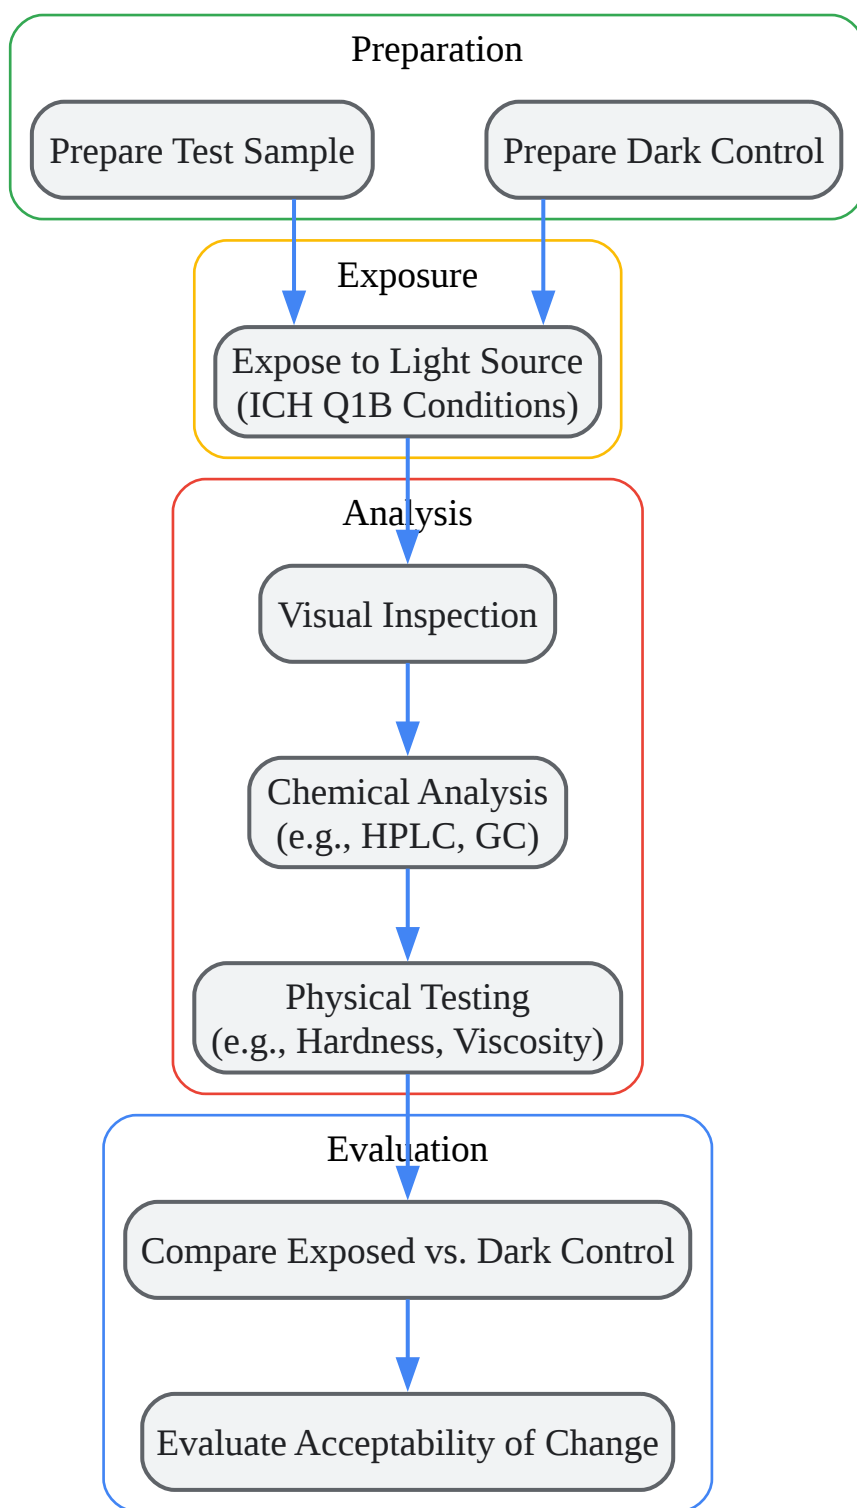 Preparation
Prepare Test Sample
Prepare Dark Control
Exposure
Expose to Light Source
(ICH Q1B Conditions)
Analysis
Visual Inspection
Chemical Analysis
(e.g., HPLC, GC)
Physical Testing
(e.g., Hardness, Viscosity)
Evaluation
Compare Exposed vs. Dark Control
Evaluate Acceptability of Change